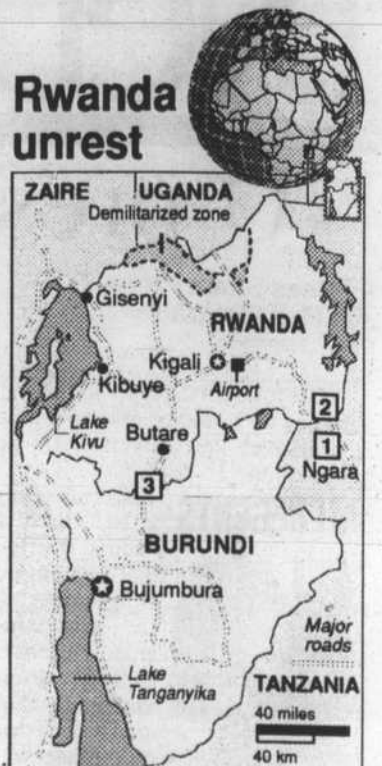 Rwanda
unrest
ZAIRE
UGANDA
Demilitarized zone
Gisenyi
RWANDA
Kigali
Airport
Kibuye
Lake
Kivu
Butare
2
1
Ngara
3
BURUNDI
Bujumbura
Major
roads
Lake
Tanganyika
TANZANIA
40 miles
40 km